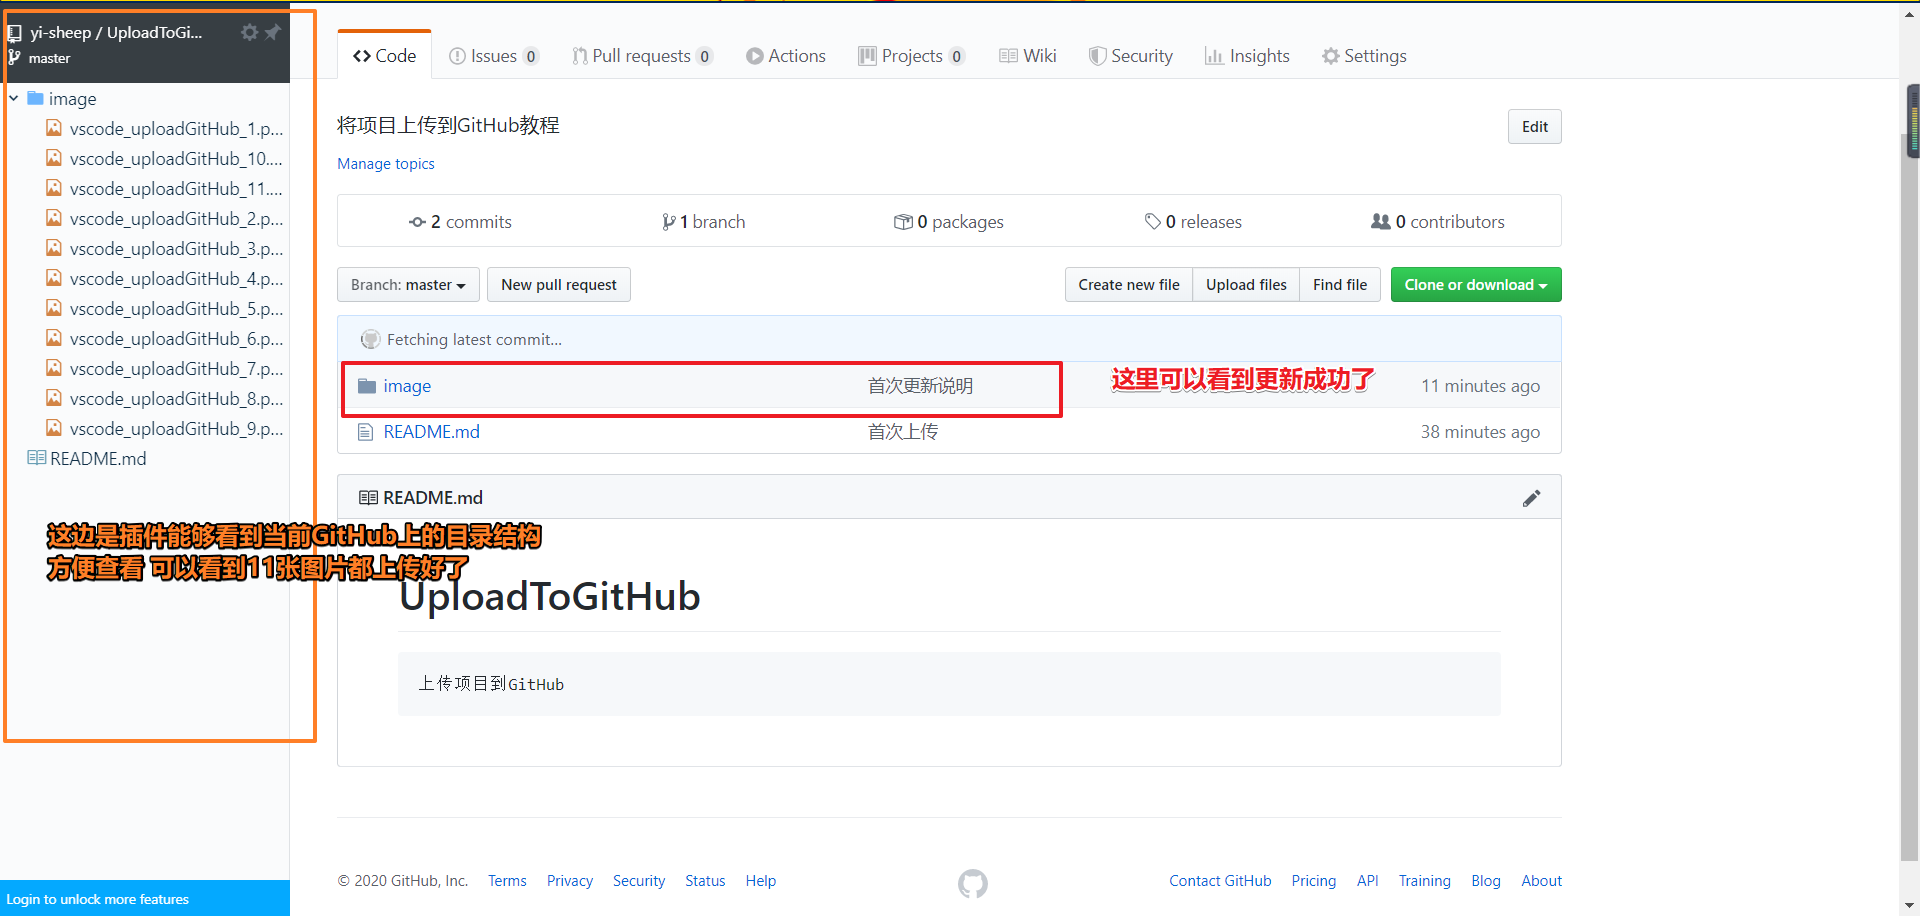 yi-sheep / UploadToGi...
master
image
vscode_uploadGitHub_1.p...
vscode_uploadGitHub_10....
vscode_uploadGitHub_11....
vscode_uploadGitHub_2.p...
vscode_uploadGitHub_3.p...
vscode_uploadGitHub_4.p...
vscode_uploadGitHub_5.p...
vscode_uploadGitHub_6.p...
vscode_uploadGitHub_7.p...
vscode_uploadGitHub_8.p...
vscode_uploadGitHub_9.p...
README.md
这边是插件能够看到当前GitHub上的目录结构
方便查看 可以看到11张图片都上传好了
Login to unlock more features
Code Issues 0 Pull requests 0 Actions Projects 0 Wiki Security Insights Settings
将项目上传到GitHub教程
Edit
Manage topics
2 commits 1 branch 0 packages 0 releases 0 contributors
Branch: master New pull request Create new file Upload files Find file Clone or download
Fetching latest commit...
image 首次更新说明 这里可以看到更新成功了 11 minutes ago
README.md 首次上传 38 minutes ago
README.md
UploadToGitHub
上传项目到GitHub
© 2020 GitHub, Inc. Terms Privacy Security Status Help Contact GitHub Pricing API Training Blog About